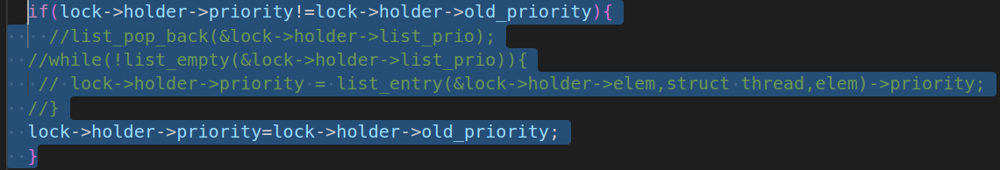 if(lock->holder->priority!=lock->holder->old_priority){
//list_pop_back(&lock->holder->list_prio);
//while(!list_empty(&lock->holder->list_prio)){
// lock->holder->priority = list_entry(&lock->holder->elem,struct thread,elem)->priority;
//}
lock->holder->priority=lock->holder->old_priority;
}